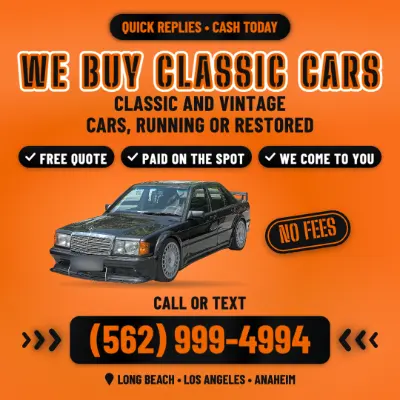 QUICK REPLIES • CASH TODAY
WE BUY CLASSIC CARS
CLASSIC AND VINTAGE
CARS, RUNNING OR RESTORED
FREE QUOTE
PAID ON THE SPOT
WE COME TO YOU
NO FEES
CALL OR TEXT
(562) 999-4994
LONG BEACH • LOS ANGELES • ANAHEIM